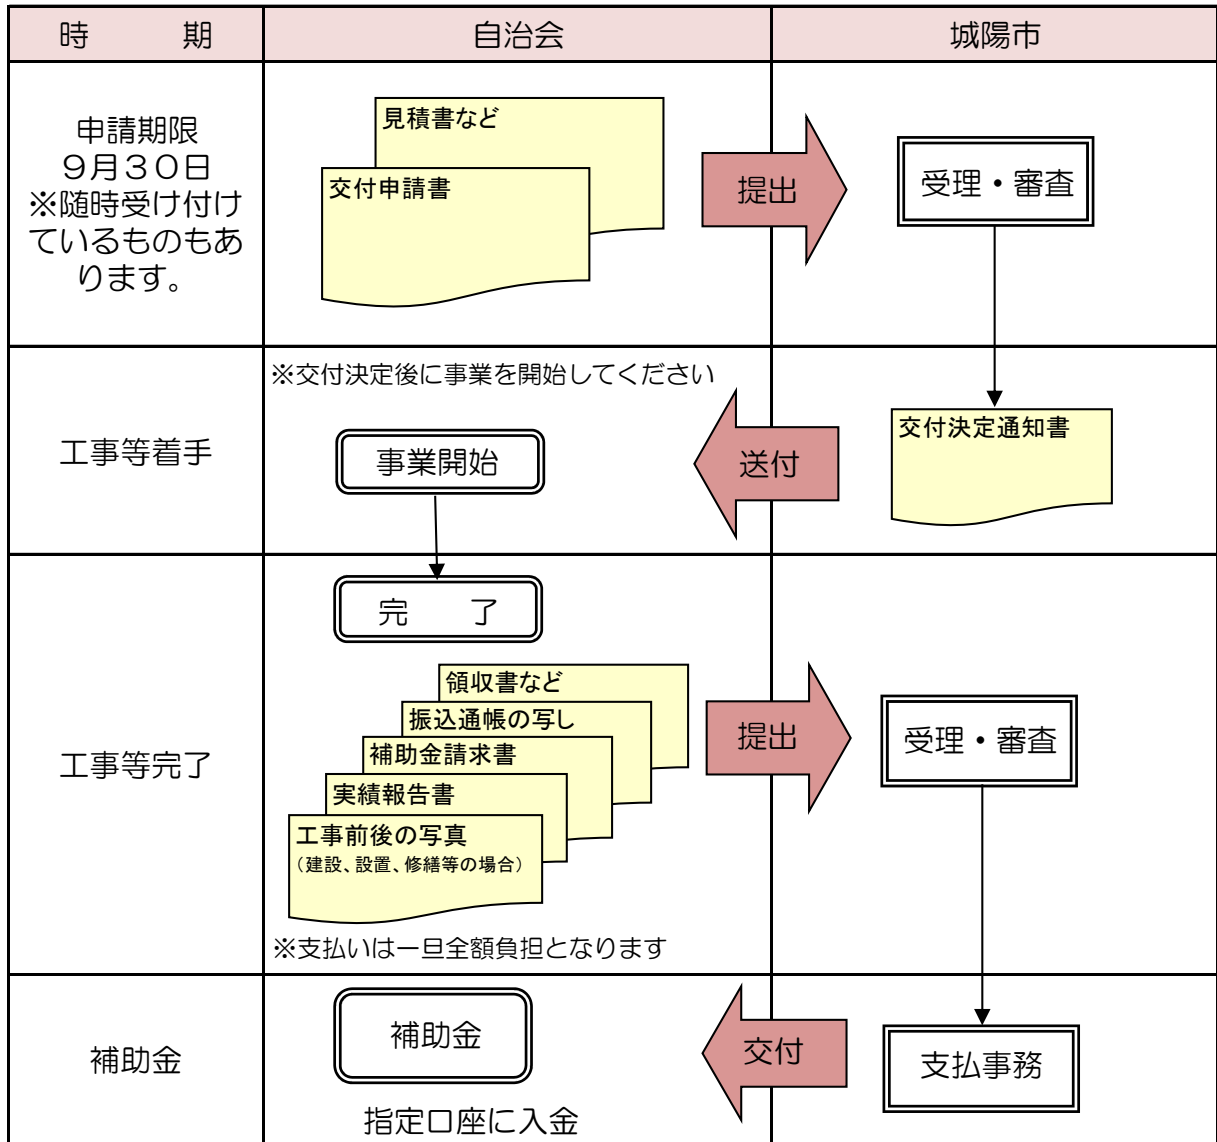 時　　期
自治会
城陽市
申請期限
９月３０日
※随時受け付け
ているものもあ
ります。
見積書など
交付申請書
提出
受理・審査
工事等着手
※交付決定後に事業を開始してください
事業開始
送付
交付決定通知書
工事等完了
完　　了
領収書など
振込通帳の写し
補助金請求書
実績報告書
工事前後の写真
（建設、設置、修繕等の場合）
※支払いは一旦全額負担となります
提出
受理・審査
補助金
補助金
指定口座に入金
交付
支払事務